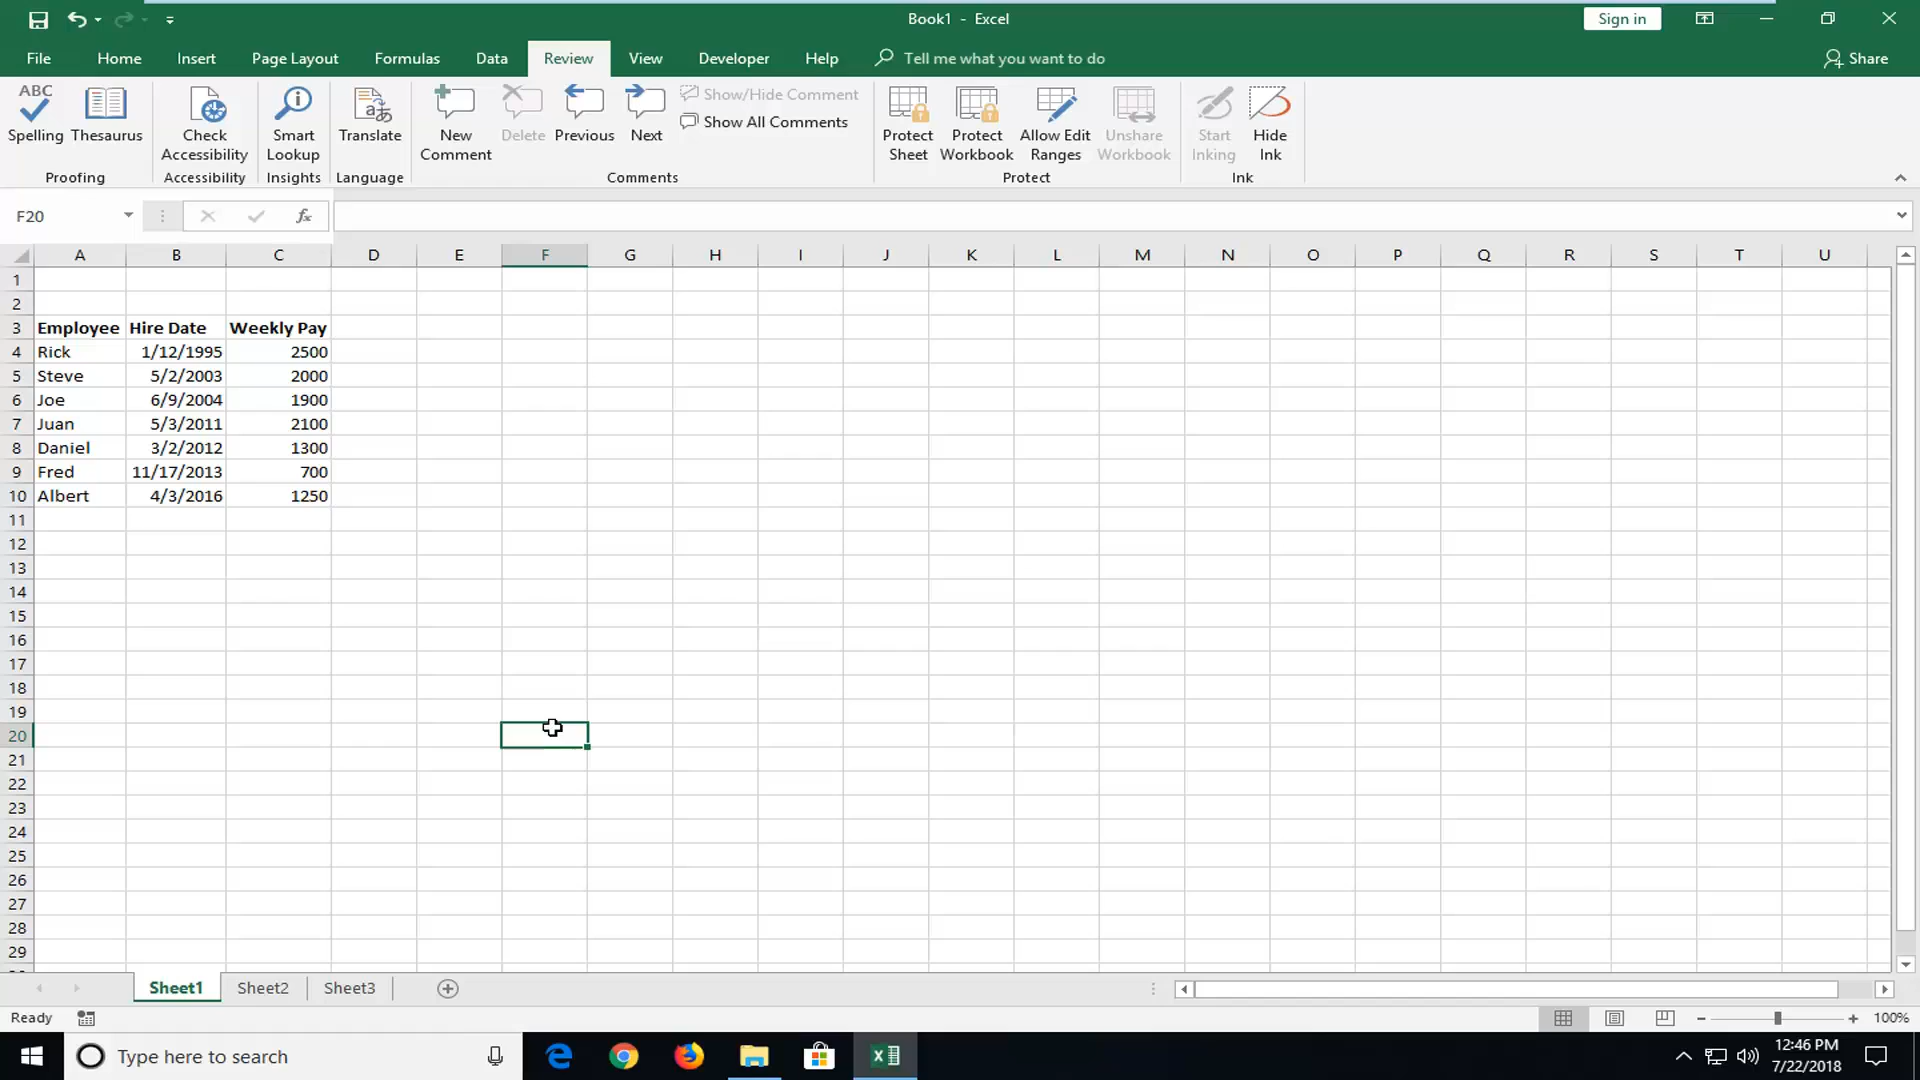 Book1 - Excel
Sign in
File Home Insert Page Layout Formulas Data Review View Developer Help Tell me what you want to do Share
ABC
Spelling Thesaurus Check Accessibility Smart Lookup Translate New Comment Delete Previous Next Show/Hide Comment
Show All Comments
Protect Sheet Protect Workbook Allow Edit Ranges Unshare Workbook Start Inking Hide Ink
Proofing Accessibility Insights Language Comments Protect Ink
F20 fx
A B C D E F G H I J K L M N O P Q R S T U
1
2
3 Employee Hire Date Weekly Pay
4 Rick 1/12/1995 2500
5 Steve 5/2/2003 2000
6 Joe 6/9/2004 1900
7 Juan 5/3/2011 2100
8 Daniel 3/2/2012 1300
9 Fred 11/17/2013 700
10 Albert 4/3/2016 1250
11
12
13
14
15
16
17
18
19
20
21
22
23
24
25
26
27
28
29
Sheet1 Sheet2 Sheet3
Ready 100%
Type here to search 12:46 PM
7/22/2018